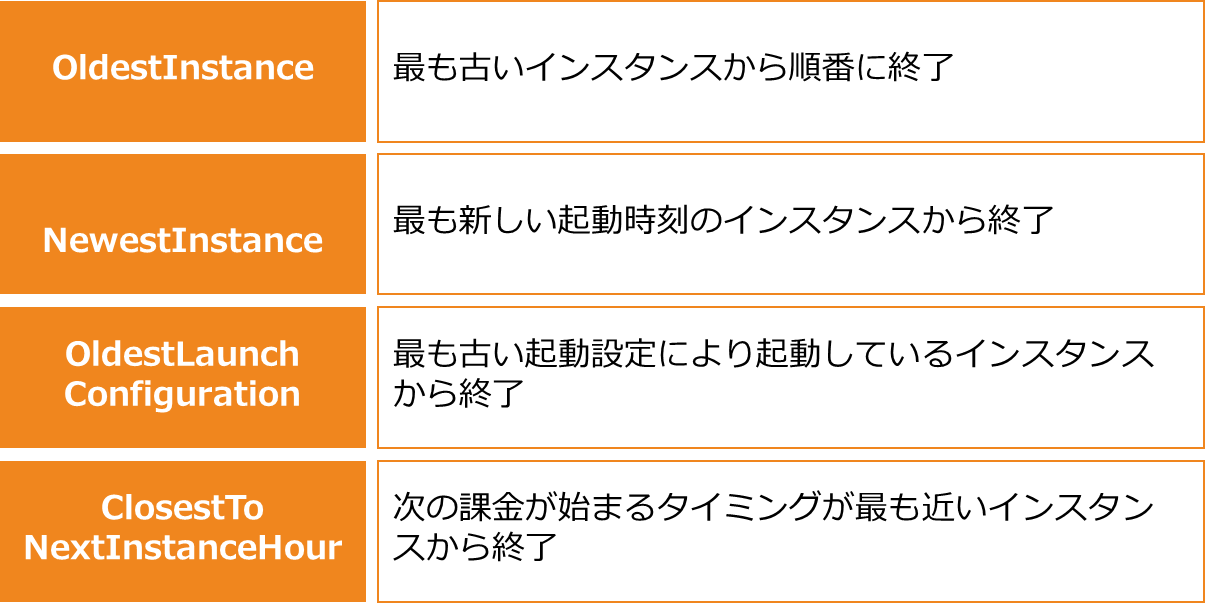 OldestInstance
最も古いインスタンスから順番に終了
NewestInstance
最も新しい起動時刻のインスタンスから終了
OldestLaunch
Configuration
最も古い起動設定により起動しているインスタンス
から終了
ClosestTo
NextInstanceHour
次の課金が始まるタイミングが最も近いインスタン
スから終了